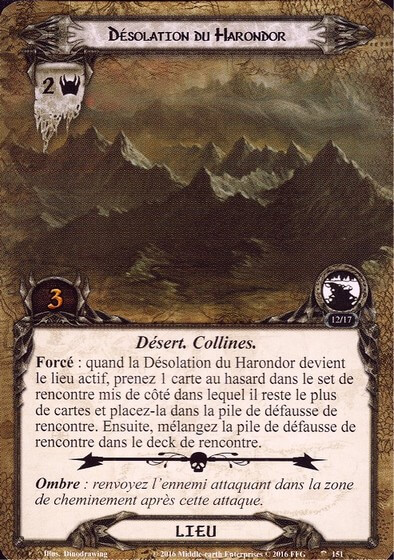 Désolation du Harondor
2
3
12/17
Désert. Collines.
Forcé : quand la Désolation du Harondor devient
le lieu actif, prenez 1 carte au hasard dans le set de
rencontre mis de côté dans lequel il reste le plus
de cartes et placez-la dans la pile de défausse de
rencontre. Ensuite, mélangez la pile de défausse de
rencontre dans le deck de rencontre.
Ombre : renvoyez l'ennemi attaquant dans la zone
de cheminement après cette attaque.
LIEU
Illus. Dinodrawing © 2016 Middle-earth Enterprises © 2016 FFG 151